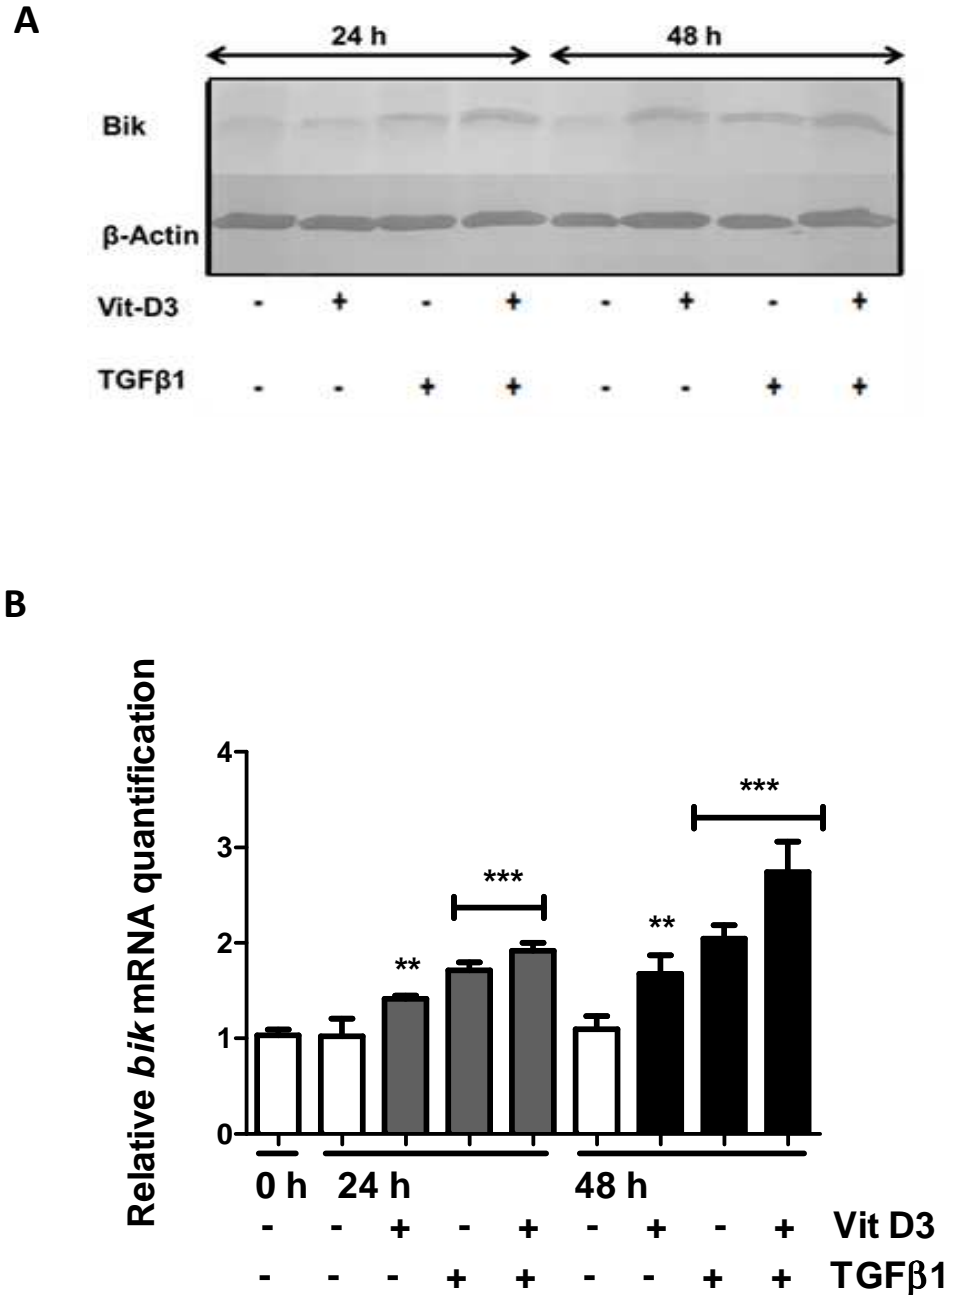 A
24 h 48 h
Bik
β-Actin
Vit-D3 - + - + - + - +
TGFβ1 - - + + - - + +
B
Relative bik mRNA quantification
4
3
2
1
0
***
**
***
**
0 h 24 h 48 h
- - + - + - + - + Vit D3
- - - + + - - + + TGFβ1